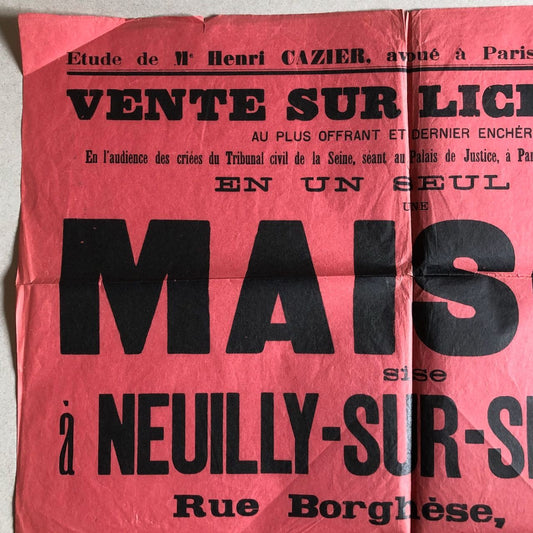 Etude de Me Henri CAZIER, avoué à Paris
VENTE SUR LICI
AU PLUS OFFRANT ET DERNIER ENCHÉR
En l'audience des criées du Tribunal civil de la Seine, séant au Palais de Justice, à Par
EN UN SEUL
UNE
MAIS
sise
à NEUILLY-SUR-SE
Rue Borghèse,